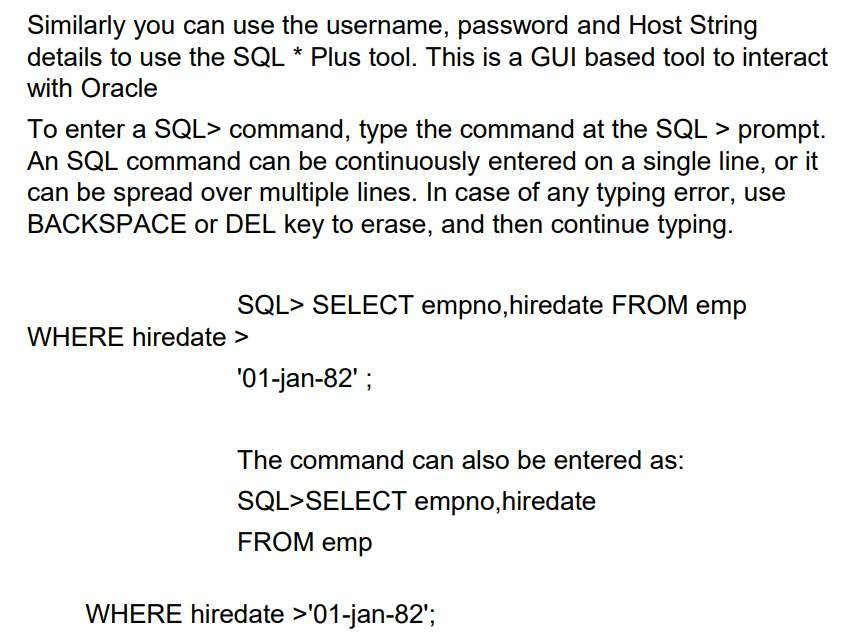 Similarly you can use the username, password and Host String
details to use the SQL * Plus tool. This is a GUI based tool to interact
with Oracle
To enter a SQL> command, type the command at the SQL > prompt.
An SQL command can be continuously entered on a single line, or it
can be spread over multiple lines. In case of any typing error, use
BACKSPACE or DEL key to erase, and then continue typing.
SQL> SELECT empno,hiredate FROM emp
WHERE hiredate >
'01-jan-82' ;
The command can also be entered as:
SQL>SELECT empno,hiredate
FROM emp
WHERE hiredate >'01-jan-82';